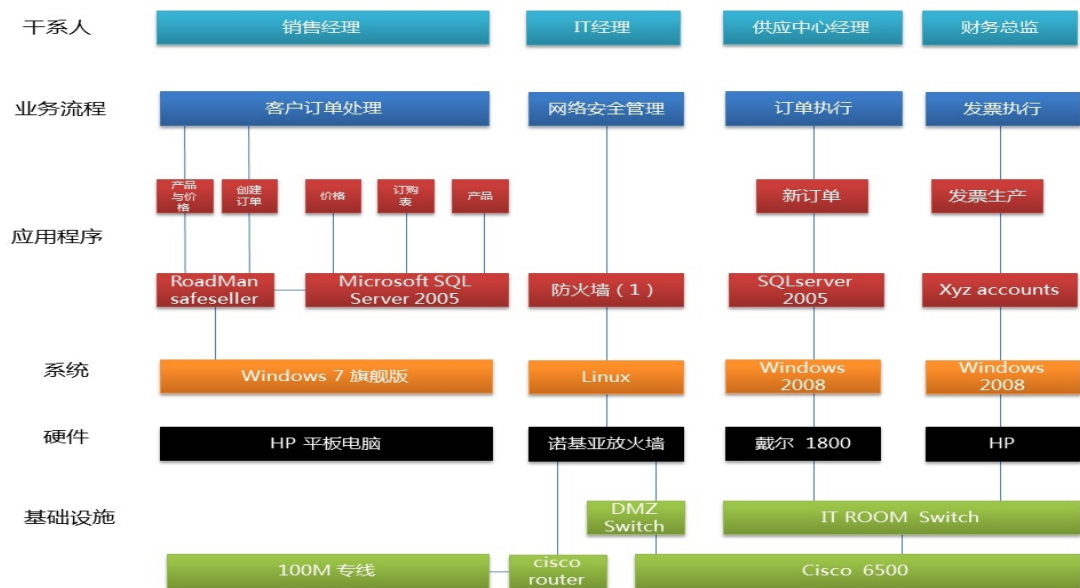 干系人
销售经理
IT经理
供应中心经理
财务总监
业务流程
客户订单处理
网络安全管理
订单执行
发票执行
产品
与价
格
创建
订单
价格
订购
表
产品
新订单
发票生产
应用程序
RoadMan
safeseller
Microsoft SQL
Server 2005
防火墙（1）
SQLserver
2005
Xyz accounts
系统
Windows 7 旗舰版
Linux
Windows
2008
Windows
2008
硬件
HP 平板电脑
诺基亚放火墙
戴尔 1800
HP
基础设施
DMZ
Switch
IT ROOM Switch
100M 专线
cisco
router
Cisco 6500